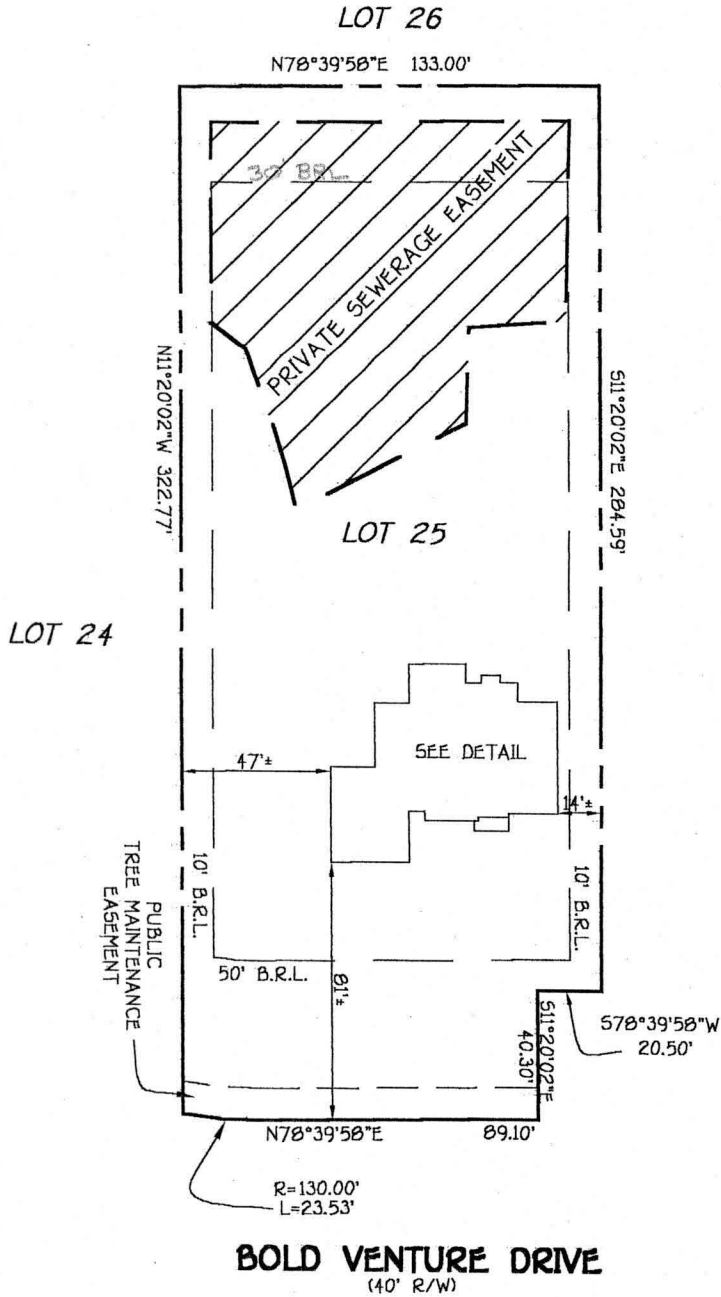 LOT 26
N78°39'58"E 133.00'
30' BRL
PRIVATE SEWERAGE EASEMENT
N11°20'02"W 322.77'
S11°20'02"E 284.59'
LOT 25
LOT 24
SEE DETAIL
47'±
14'±
10' B.R.L.
10' B.R.L.
PUBLIC
TREE MAINTENANCE
EASEMENT
50' B.R.L.
81'±
S11°20'02"E
40.30'
S78°39'58"W
20.50'
N78°39'58"E 89.10'
R=130.00'
L=23.53'
BOLD VENTURE DRIVE
(40' R/W)